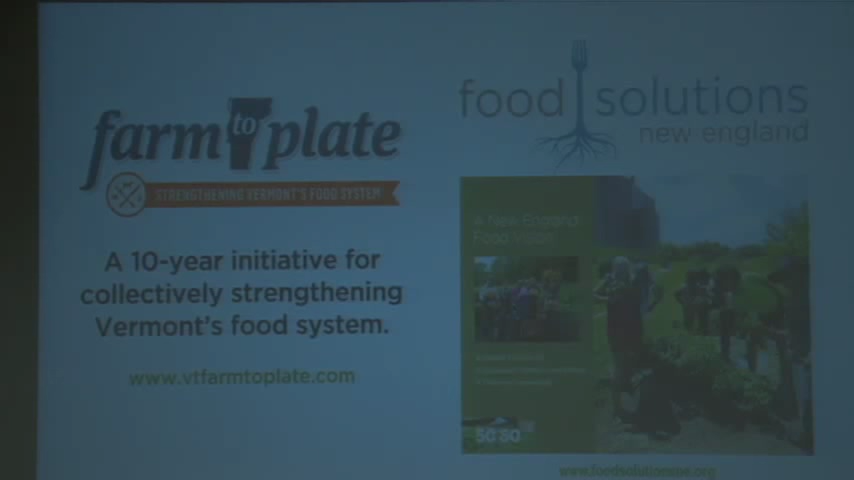 farm to plate
STRENGTHENING VERMONT'S FOOD SYSTEM
A 10-year initiative for
collectively strengthening
Vermont's food system.
www.vtfarmtoplate.com
food solutions
new england
A New England
Food Vision
50 60
www.foodsolutionsne.org